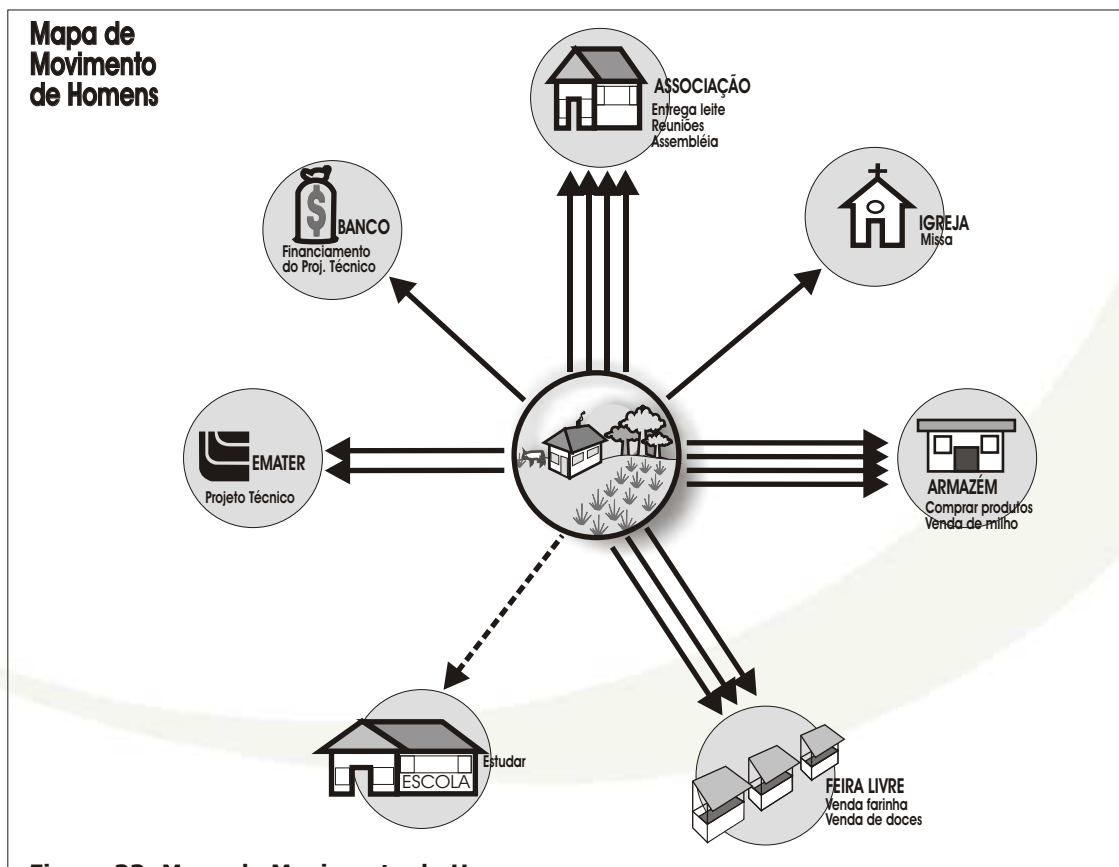 Mapa de
Movimento
de Homens
ASSOCIAÇÃO
Entrega leite
Reuniões
Assembléia
$
BANCO
Financiamento
do Proj. Técnico
IGREJA
Missa
EMATER
Projeto Técnico
ARMAZÉM
Comprar produtos
Venda de milho
ESCOLA
Estudar
FEIRA LIVRE
Venda farinha
Venda de doces